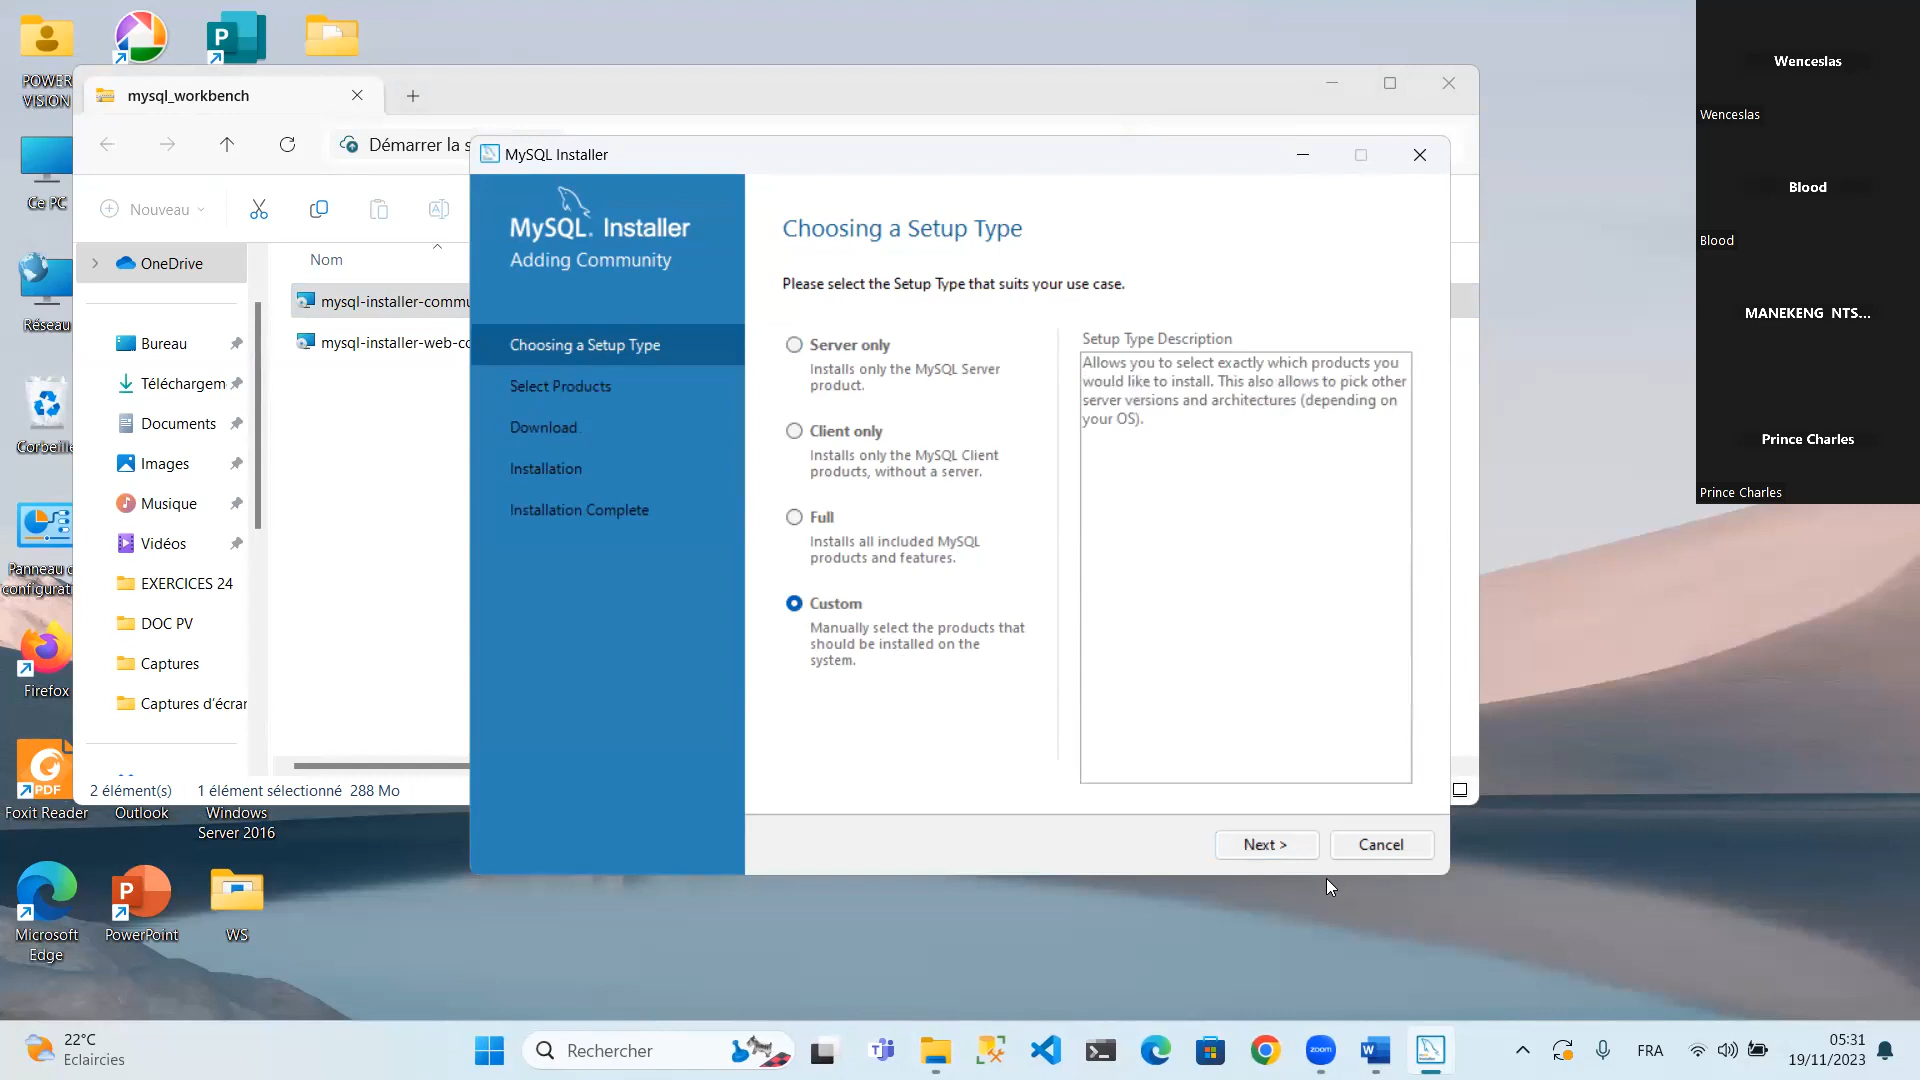 POWER
VISION
mysql_workbench
Démarrer la s
Nouveau
OneDrive
Nom
mysql-installer-commu
mysql-installer-web-co
Bureau
Téléchargem
Documents
Images
Musique
Vidéos
EXERCICES 24
DOC PV
Captures
Captures d'écrar
2 élément(s)
1 élément sélectionné 288 Mo
Ce PC
Réseau
Corbeille
Panneau d
configurati
Firefox
PDF
Foxit Reader
Outlook
Windows
Server 2016
Microsoft
Edge
PowerPoint
WS
MySQL Installer
MySQL. Installer
Adding Community
Choosing a Setup Type
Select Products
Download
Installation
Installation Complete
Choosing a Setup Type
Please select the Setup Type that suits your use case.
Server only
Installs only the MySQL Server
product.
Client only
Installs only the MySQL Client
products, without a server.
Full
Installs all included MySQL
products and features.
Custom
Manually select the products that
should be installed on the
system.
Setup Type Description
Allows you to select exactly which products you
would like to install. This also allows to pick other
server versions and architectures (depending on
your OS).
Next >
Cancel
Wenceslas
Wenceslas
Blood
Blood
MANEKENG NTS...
Prince Charles
Prince Charles
22°C
Eclaircies
Rechercher
zoom
FRA
05:31
19/11/2023